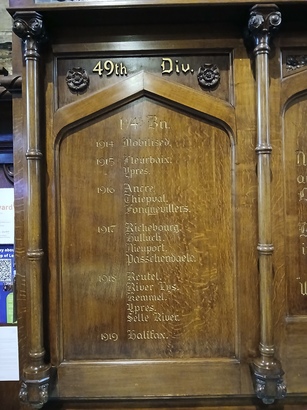 49th Div.
1/4 Bn.
1914 Mobilised.
1915 Fleurbaix.
Ypres.
1916 Ancre.
Thiepval.
Fonquevillers.
1917 Richebourg.
Hulluch.
Nieuport.
Passchendaele.
1918 Reutel.
River Lys.
Kemmel.
Ypres.
Selle River.
1919 Halifax.